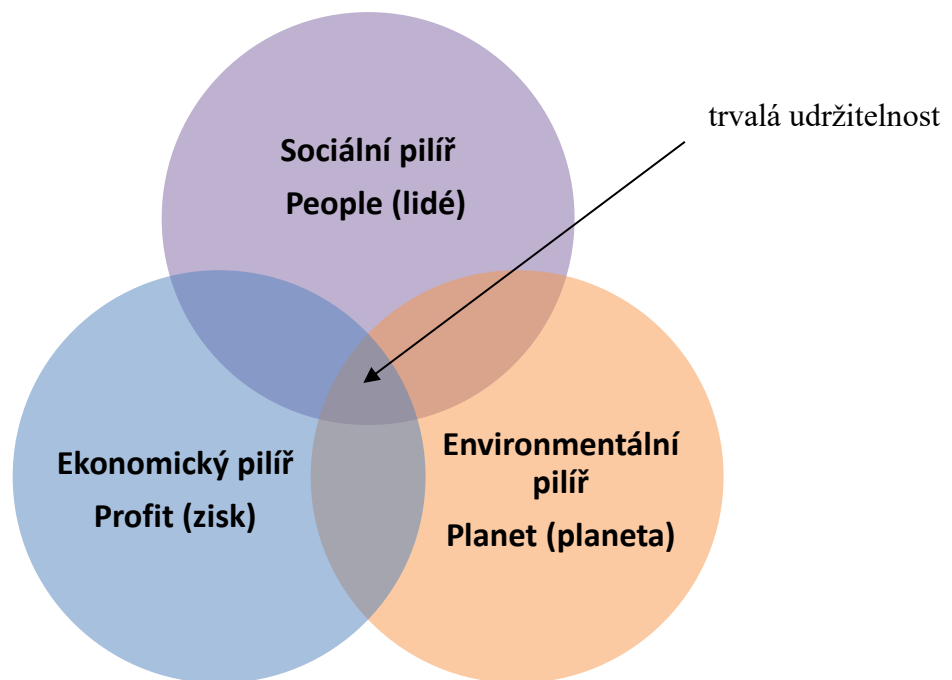 trvalá udržitelnost
Sociální pilíř
People (lidé)
Ekonomický pilíř
Profit (zisk)
Environmentální
pilíř
Planet (planeta)